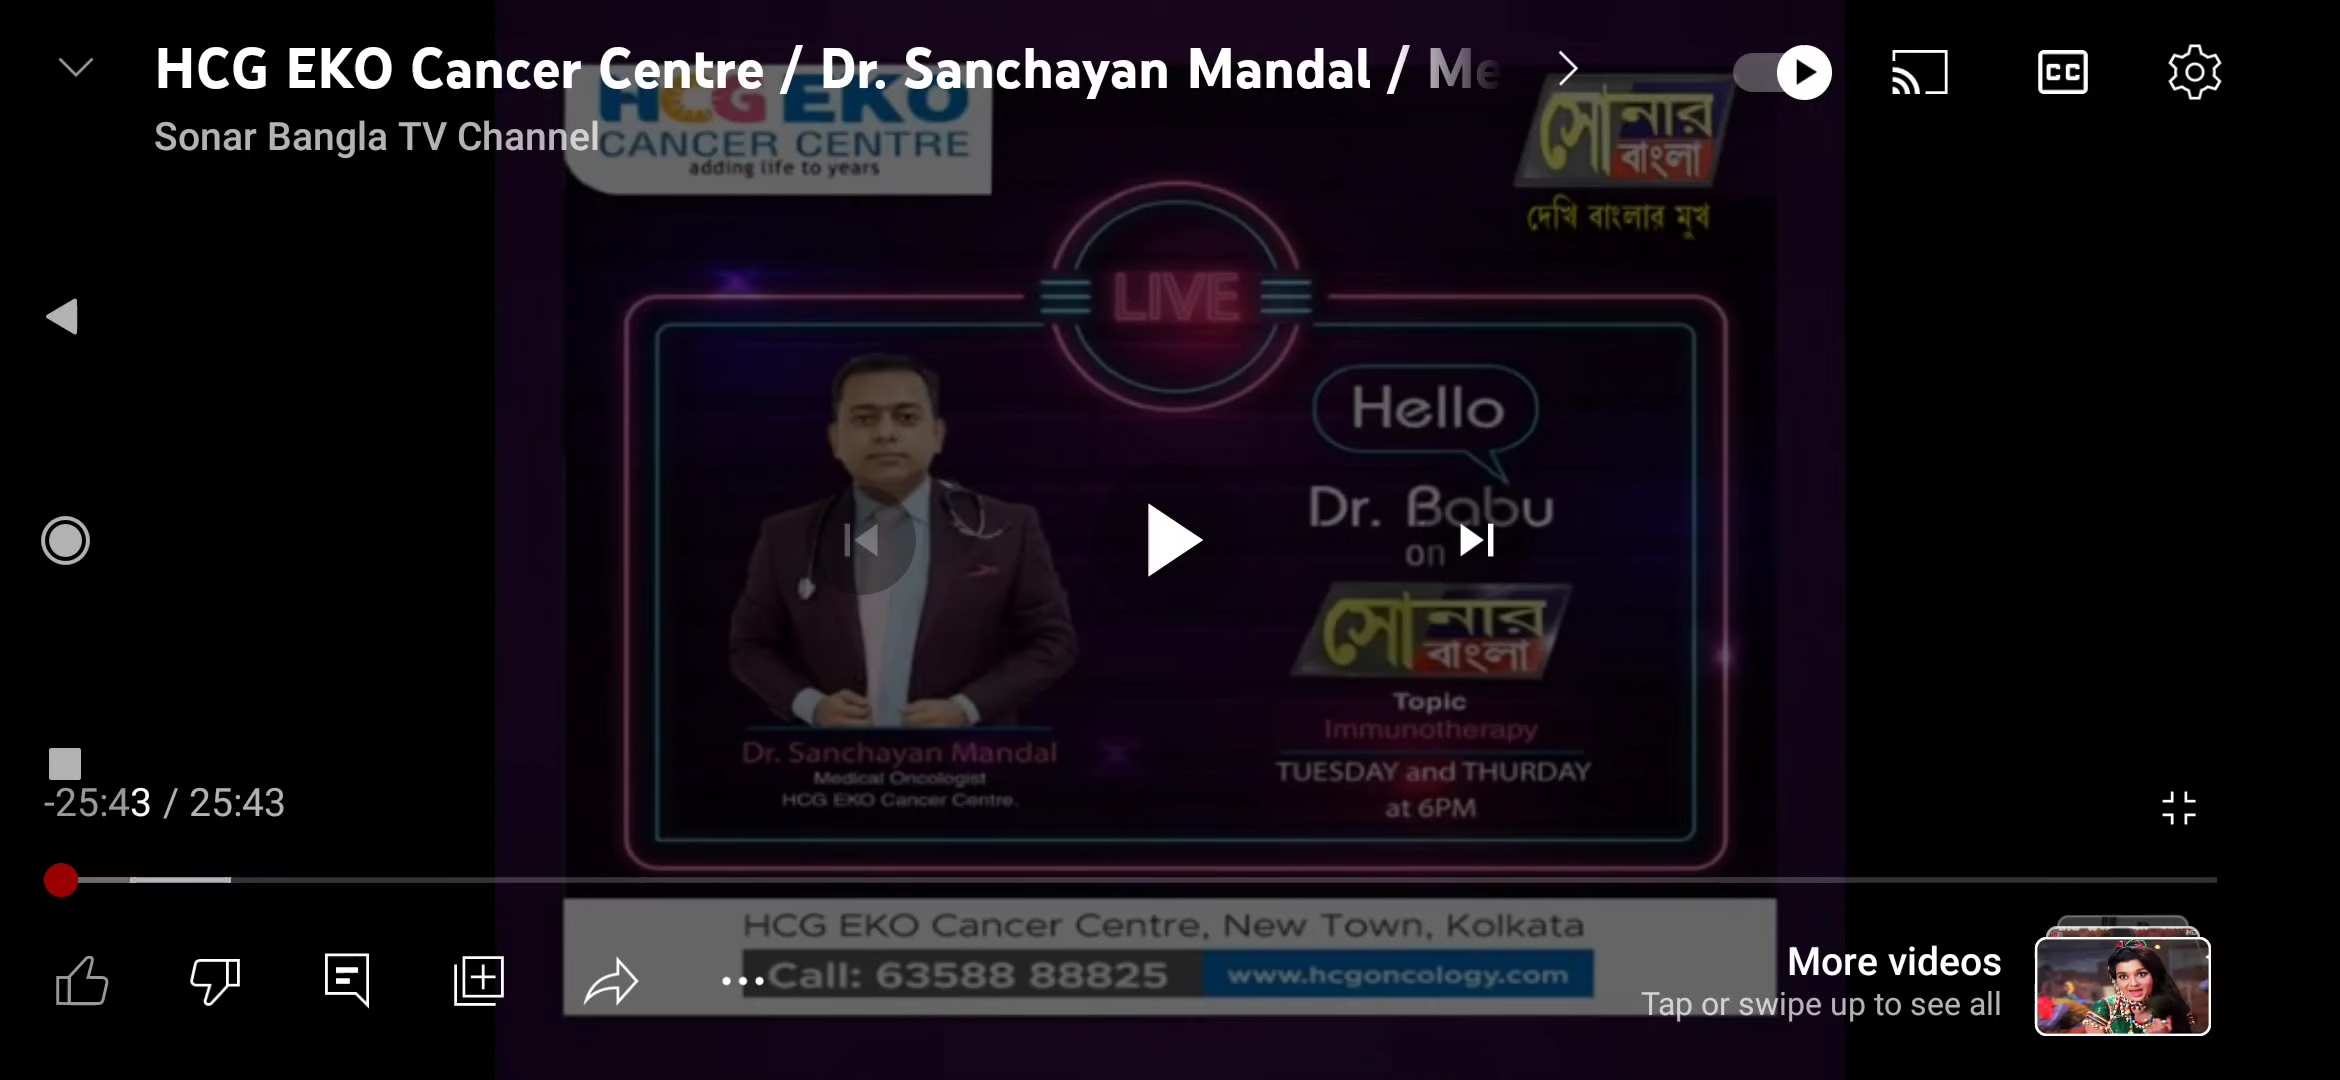 HCG EKO Cancer Centre / Dr. Sanchayan Mandal / Me
Sonar Bangla TV Channel
HCG EKO
CANCER CENTRE
adding life to years
সোনার
বাংলা
দেখি বাংলার মুখ
LIVE
Hello
Dr. Babu
on
সোনার
বাংলা
Topic
Immunotherapy
TUESDAY and THURDAY
at 6PM
Dr. Sanchayan Mandal
Medical Oncologist
HCG EKO Cancer Centre.
-25:43 / 25:43
HCG EKO Cancer Centre, New Town, Kolkata
Call: 63588 88825
www.hcgoncology.com
More videos
Tap or swipe up to see all
CC